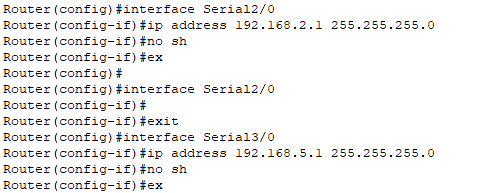 Router(config)#interface Serial2/0
Router(config-if)#ip address 192.168.2.1 255.255.255.0
Router(config-if)#no sh
Router(config-if)#ex
Router(config)#
Router(config)#interface Serial2/0
Router(config-if)#
Router(config-if)#exit
Router(config)#interface Serial3/0
Router(config-if)#ip address 192.168.5.1 255.255.255.0
Router(config-if)#no sh
Router(config-if)#ex